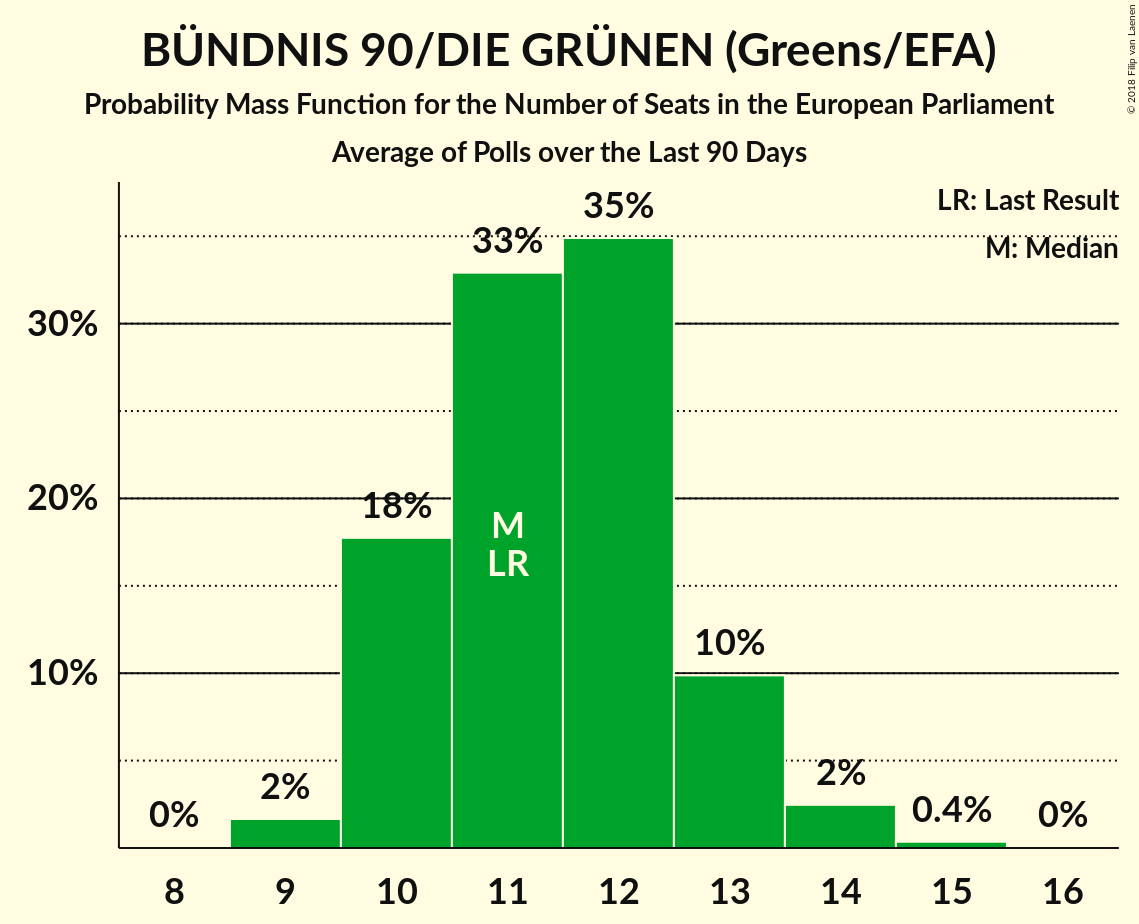 BÜNDNIS 90/DIE GRÜNEN (Greens/EFA)
Probability Mass Function for the Number of Seats in the European Parliament
Average of Polls over the Last 90 Days
© 2018 Filip van Laenen
LR: Last Result
M: Median
35%
33%
30%
20%
18%
M
LR
10%
10%
2%
2%
0%
0.4%
0%
8 9 10 11 12 13 14 15 16